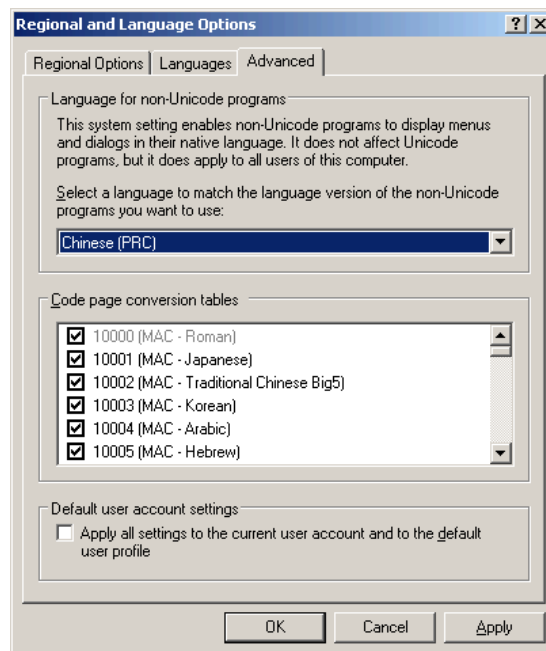 Regional and Language Options
Regional Options Languages Advanced
Language for non-Unicode programs
This system setting enables non-Unicode programs to display menus
and dialogs in their native language. It does not affect Unicode
programs, but it does apply to all users of this computer.
Select a language to match the language version of the non-Unicode
programs you want to use:
Chinese (PRC)
Code page conversion tables
10000 (MAC - Roman)
10001 (MAC - Japanese)
10002 (MAC - Traditional Chinese Big5)
10003 (MAC - Korean)
10004 (MAC - Arabic)
10005 (MAC - Hebrew)
Default user account settings
Apply all settings to the current user account and to the default
user profile
OK Cancel Apply